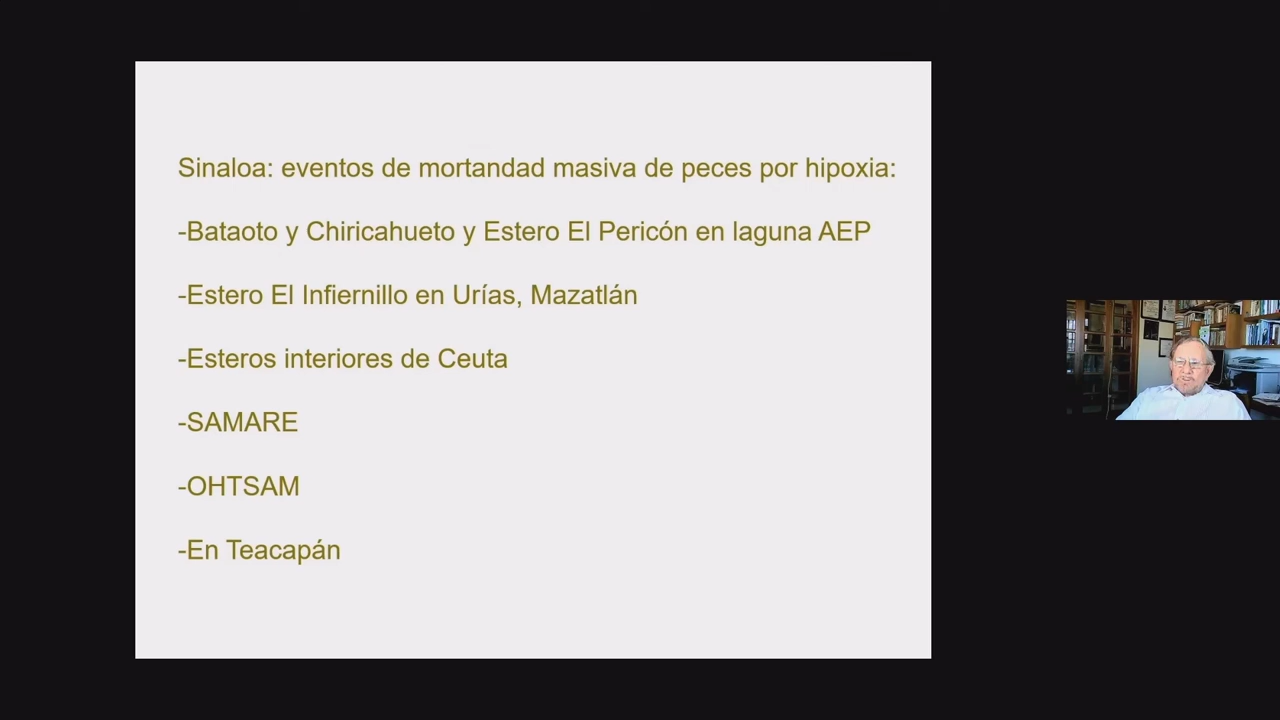 Sinaloa: eventos de mortandad masiva de peces por hipoxia:
-Bataoto y Chiricahueto y Estero El Pericón en laguna AEP
-Estero El Infiernillo en Urías, Mazatlán
-Esteros interiores de Ceuta
-SAMARE
-OHTSAM
-En Teacapán